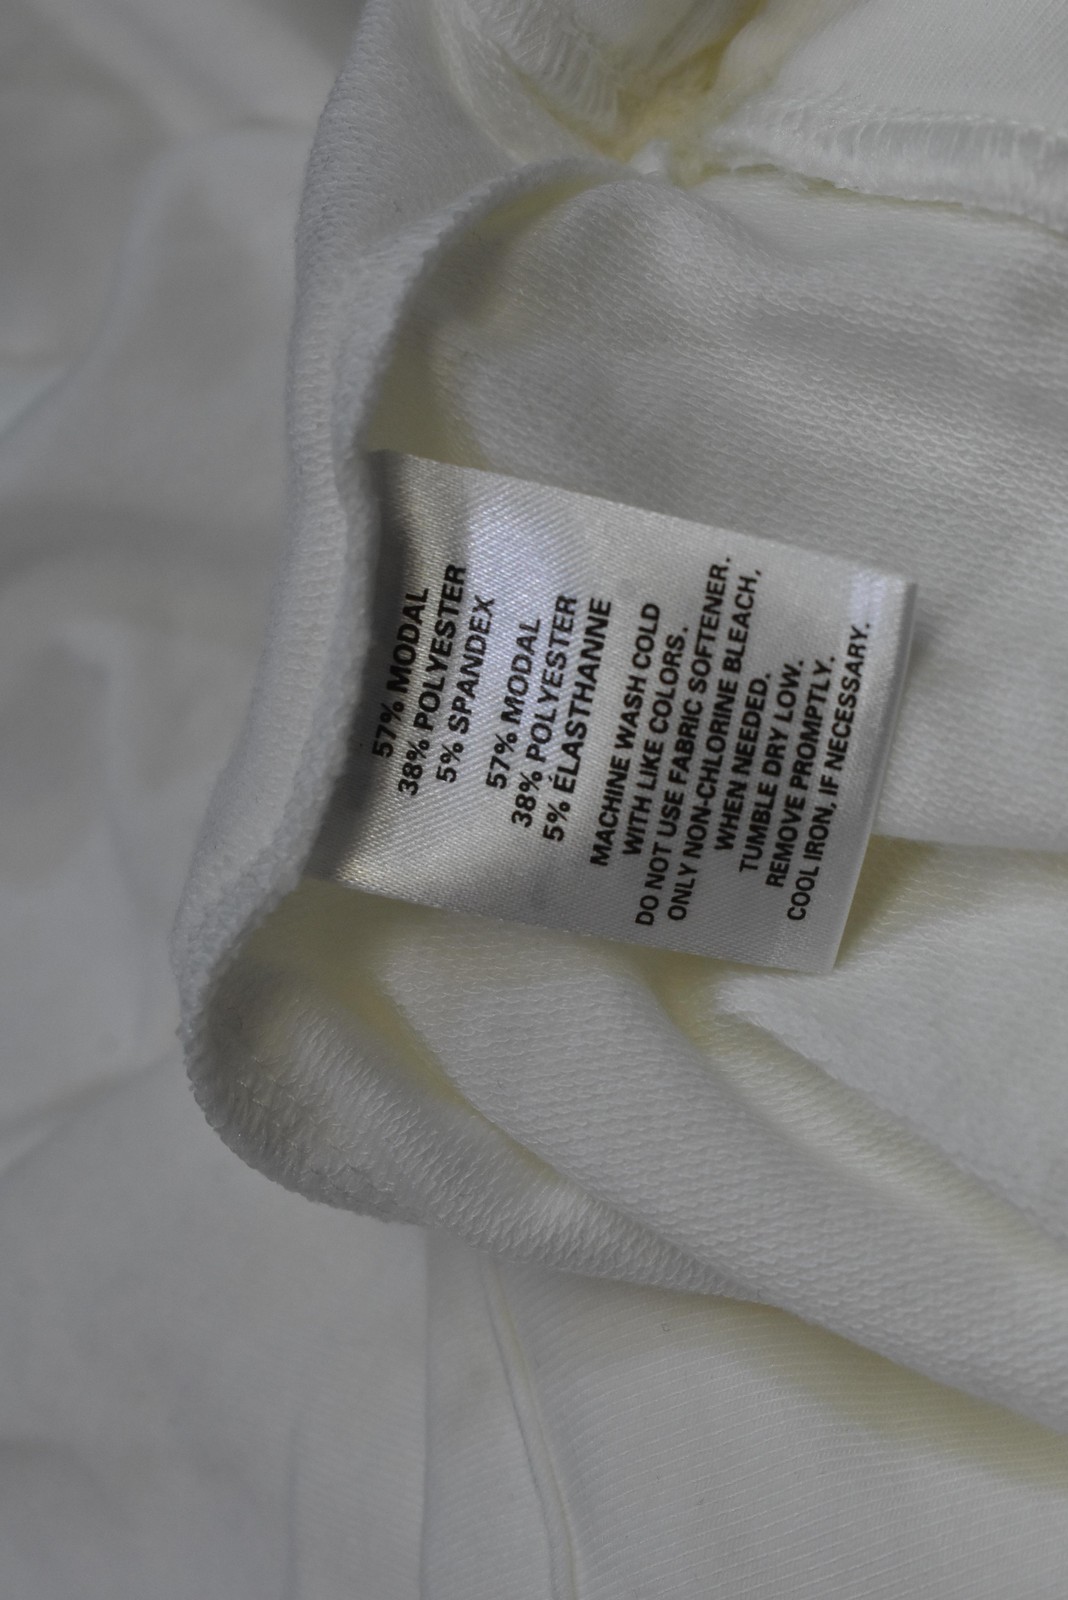 57% MODAL
38% POLYESTER
5% SPANDEX
57% MODAL
38% POLYESTER
5% ÉLASTHANNE
MACHINE WASH COLD
WITH LIKE COLORS.
DO NOT USE FABRIC SOFTENER.
ONLY NON-CHLORINE BLEACH,
WHEN NEEDED.
TUMBLE DRY LOW.
REMOVE PROMPTLY.
COOL IRON, IF NECESSARY.